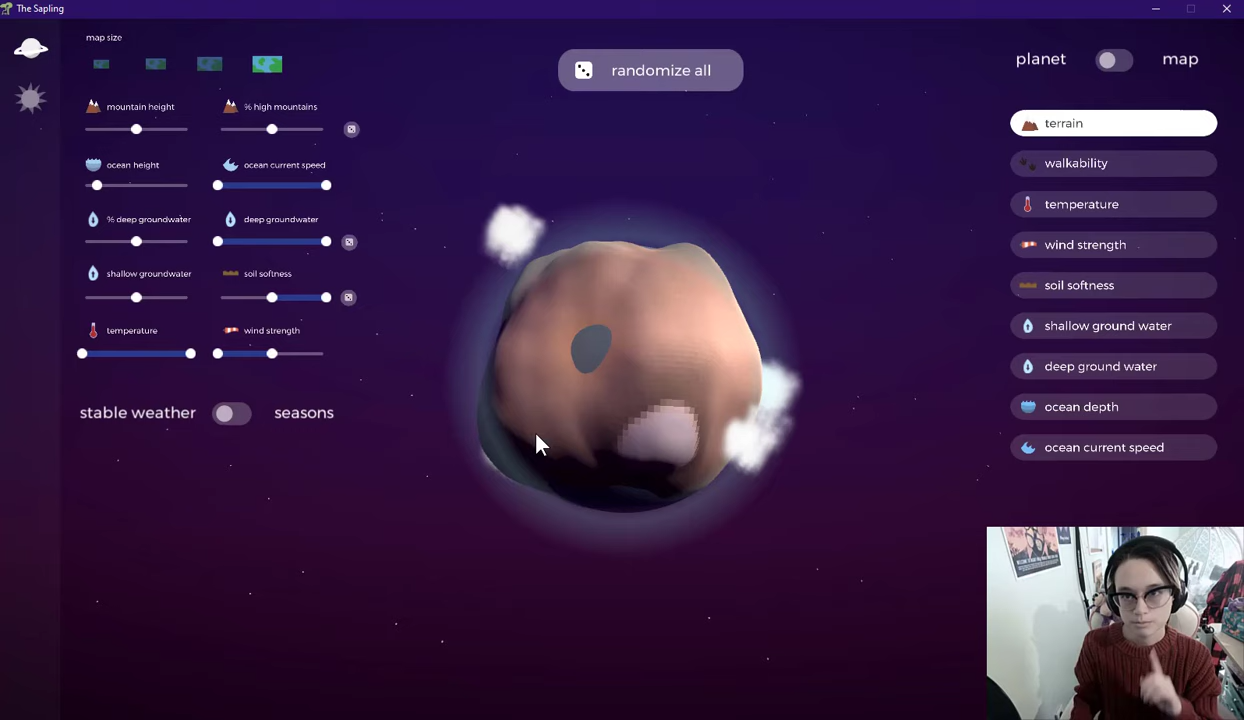 The Sapling
map size
randomize all
planet
map
mountain height
% high mountains
terrain
ocean height
ocean current speed
walkability
temperature
% deep groundwater
deep groundwater
wind strength
shallow groundwater
soil softness
soil softness
shallow ground water
temperature
wind strength
deep ground water
stable weather
seasons
ocean depth
ocean current speed